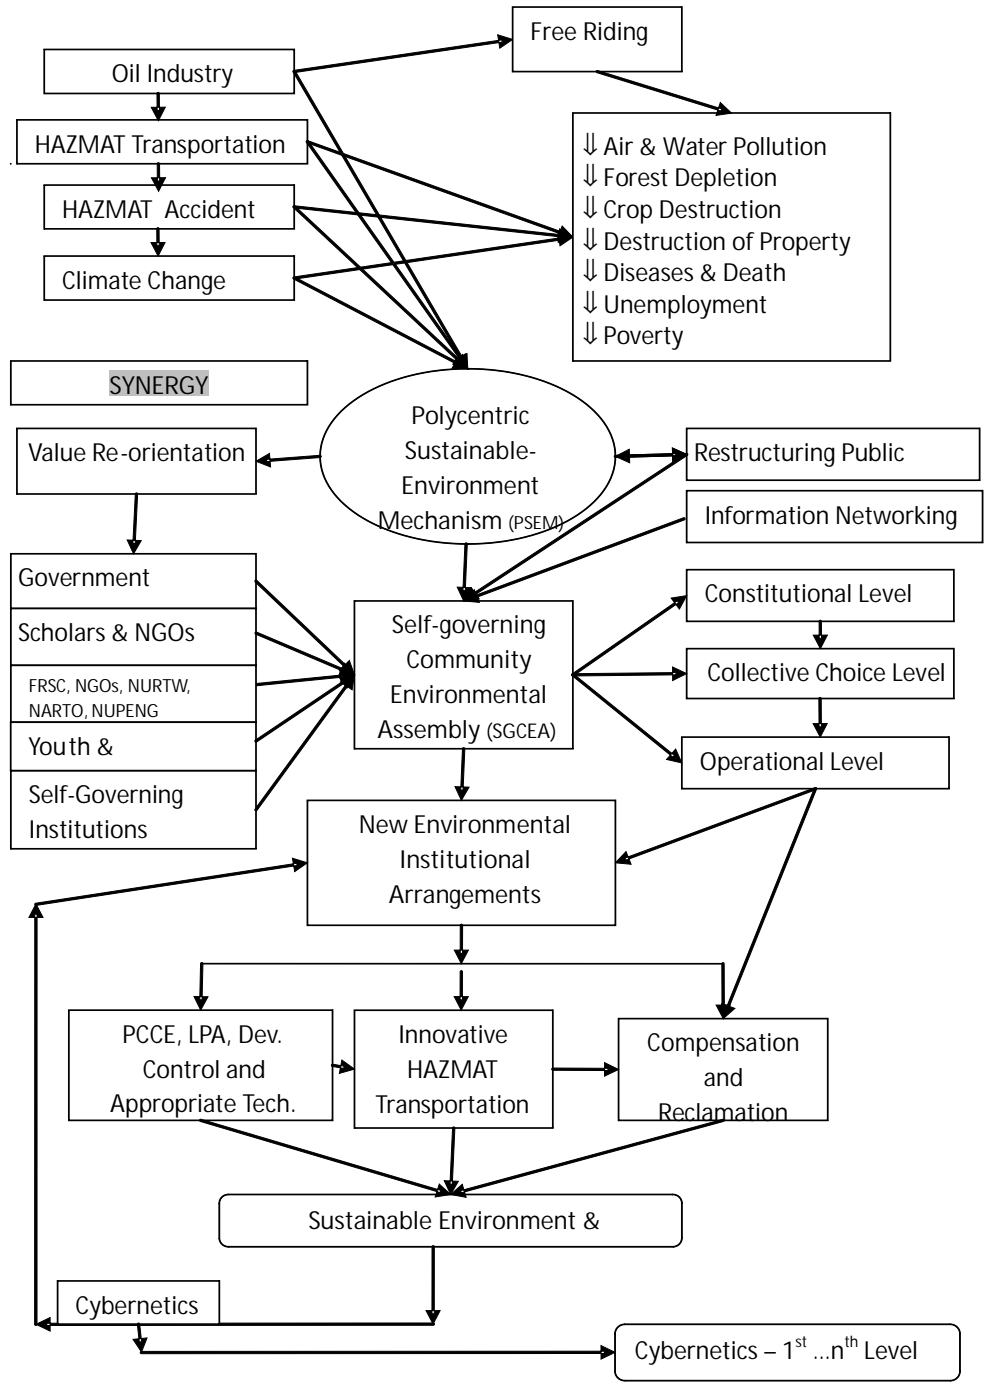 Free Riding
Oil Industry
HAZMAT Transportation
HAZMAT Accident
Climate Change
⇓ Air & Water Pollution
⇓ Forest Depletion
⇓ Crop Destruction
⇓ Destruction of Property
⇓ Diseases & Death
⇓ Unemployment
⇓ Poverty
SYNERGY
Polycentric
Sustainable-
Environment
Mechanism (PSEM)
Value Re-orientation
Restructuring Public
Information Networking
Government
Scholars & NGOs
FRSC, NGOs, NURTW,
NARTO, NUPENG
Youth &
Self-Governing
Institutions
Self-governing
Community
Environmental
Assembly (SGCEA)
Constitutional Level
Collective Choice Level
Operational Level
New Environmental
Institutional
Arrangements
PCCE, LPA, Dev.
Control and
Appropriate Tech.
Innovative
HAZMAT
Transportation
Compensation
and
Reclamation
Sustainable Environment &
Cybernetics
Cybernetics – 1st ...nth Level